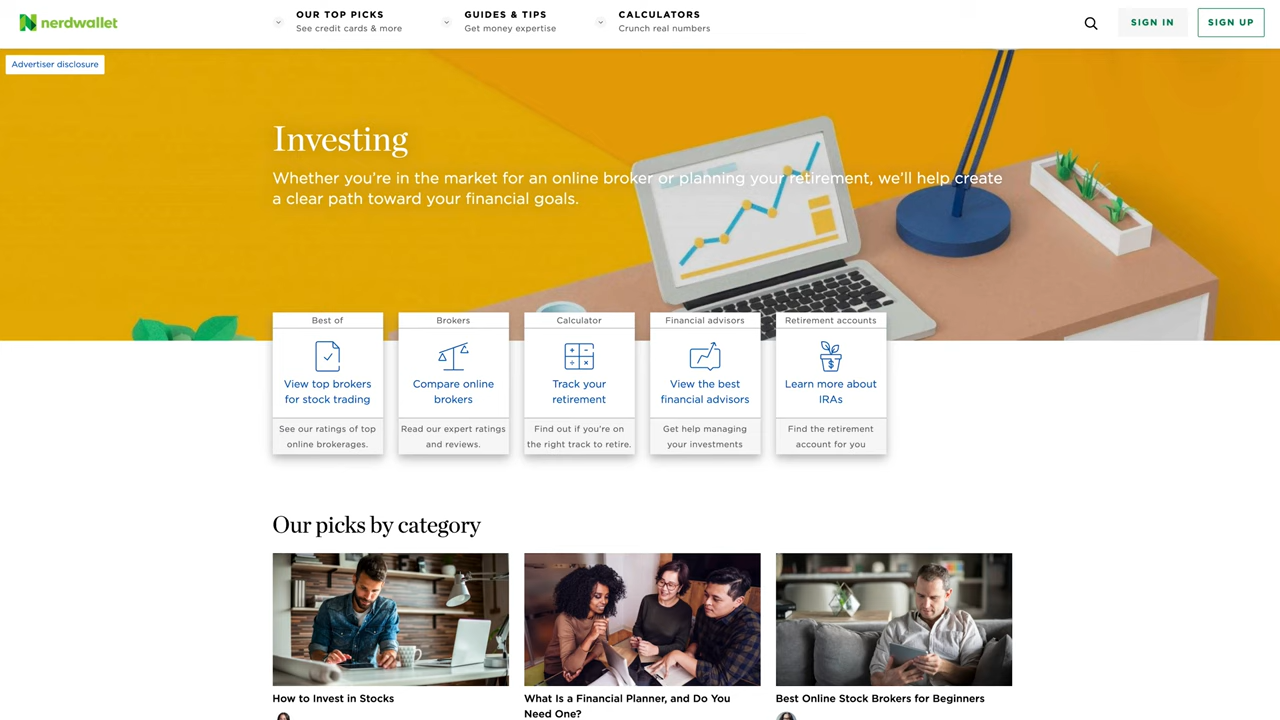 nerdwallet
OUR TOP PICKS
See credit cards & more
GUIDES & TIPS
Get money expertise
CALCULATORS
Crunch real numbers
SIGN IN
SIGN UP
Advertiser disclosure
Investing
Whether you’re in the market for an online broker or planning your retirement, we’ll help create
a clear path toward your financial goals.
Best of
View top brokers
for stock trading
See our ratings of top
online brokerages.
Brokers
Compare online
brokers
Read our expert ratings
and reviews.
Calculator
Track your
retirement
Find out if you’re on
the right track to retire.
Financial advisors
View the best
financial advisors
Get help managing
your investments
Retirement accounts
Learn more about
IRAs
Find the retirement
account for you
Our picks by category
How to Invest in Stocks
What Is a Financial Planner, and Do You
Need One?
Best Online Stock Brokers for Beginners